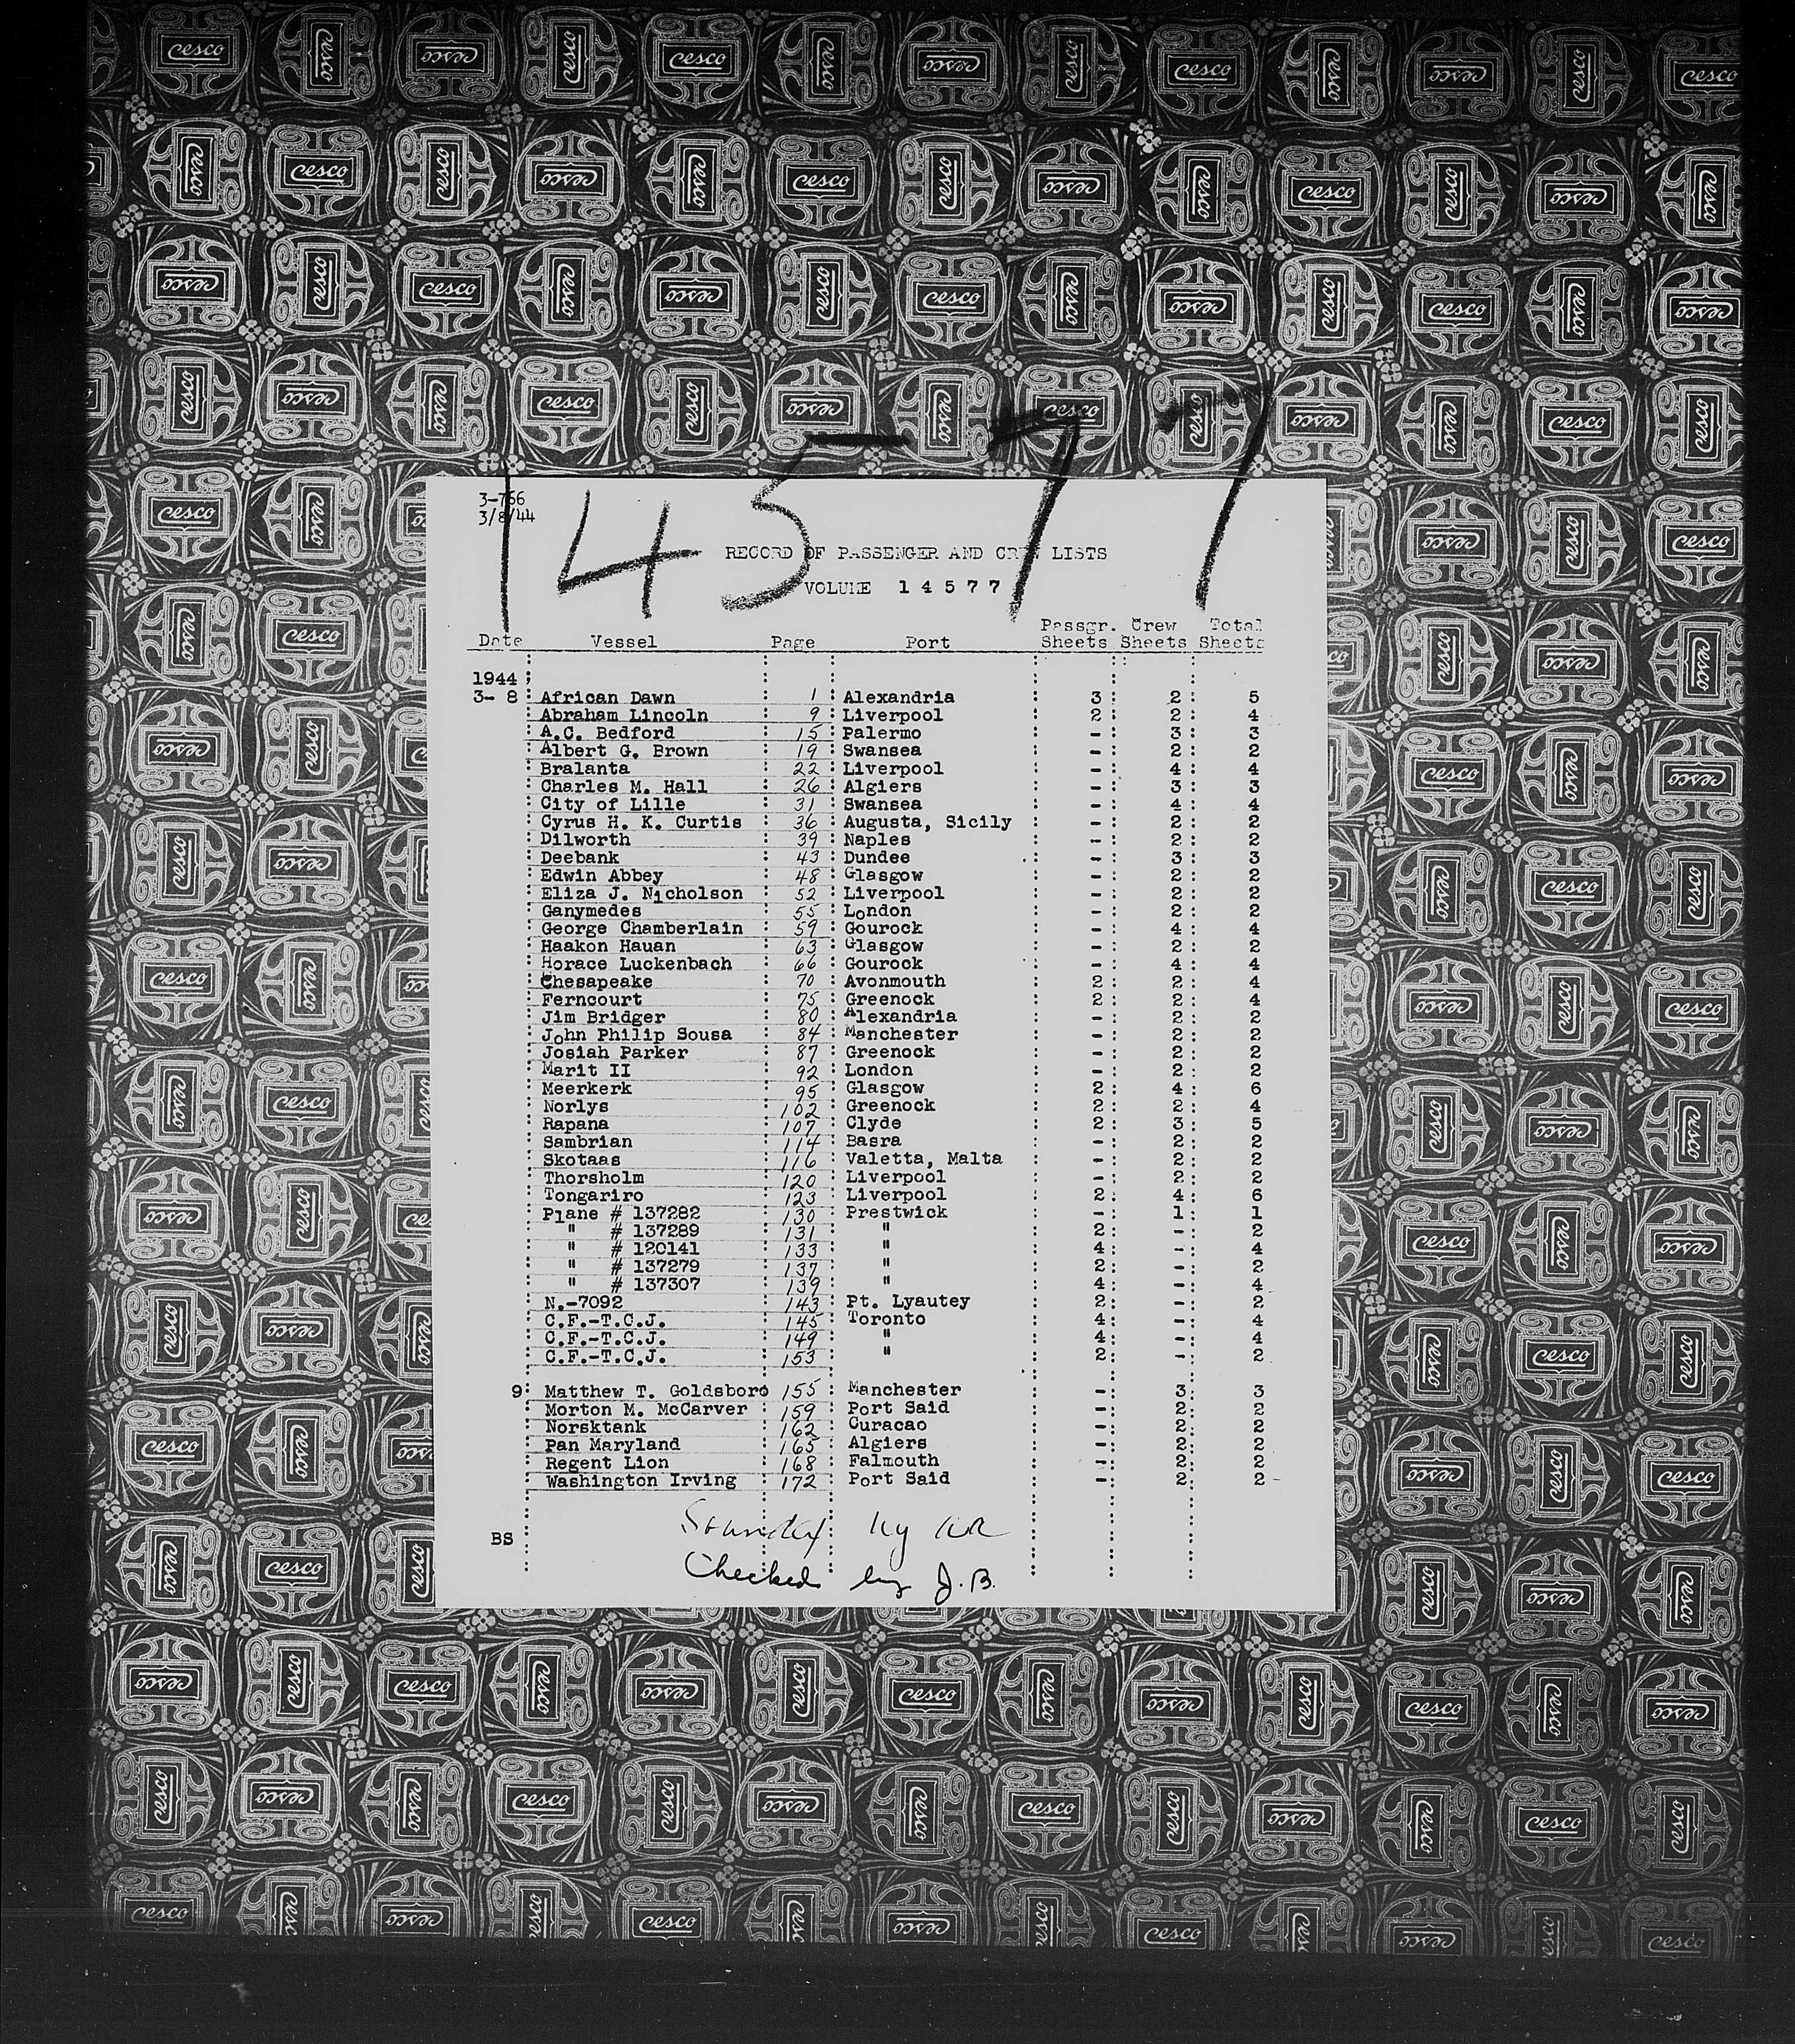 14577
3-766
3/8/44
RECORD OF PASSENGER AND CREW LISTS
VOLUME 14577
Date Vessel Page Port Passgr. Sheets Crew Sheets Total Sheets
1944
3- 8 African Dawn 1 Alexandria 3 2 5
Abraham Lincoln 9 Liverpool 2 2 4
A.C. Bedford 15 Palermo - 3 3
Albert G. Brown 19 Swansea - 2 2
Bralanta 22 Liverpool - 4 4
Charles M. Hall 26 Algiers - 3 3
City of Lille 31 Swansea - 4 4
Cyrus H. K. Curtis 36 Augusta, Sicily - 2 2
Dilworth 39 Naples - 2 2
Deebank 43 Dundee - 3 3
Edwin Abbey 48 Glasgow - 2 2
Eliza J. Nicholson 52 Liverpool - 2 2
Ganymedes 55 London - 2 2
George Chamberlain 59 Gourock - 4 4
Haakon Hauan 63 Glasgow - 2 2
Horace Luckenbach 66 Gourock - 4 4
Chesapeake 70 Avonmouth 2 2 4
Ferncourt 75 Greenock 2 2 4
Jim Bridger 80 Alexandria - 2 2
John Philip Sousa 84 Manchester - 2 2
Josiah Parker 87 Greenock - 2 2
Marit II 92 London - 2 2
Meerkerk 95 Glasgow 2 4 6
Norlys 102 Greenock 2 2 4
Rapana 107 Clyde 2 3 5
Sambrian 114 Basra - 2 2
Skotaas 116 Valetta, Malta - 2 2
Thorsholm 120 Liverpool - 2 2
Tongariro 123 Liverpool 2 4 6
Plane # 137282 130 Prestwick - 1 1
" # 137289 131 " 2 - 2
" # 120141 133 " 4 - 4
" # 137279 137 " 2 - 2
" # 137307 139 " 4 - 4
N.-7092 143 Pt. Lyautey 2 - 2
C.F.-T.C.J. 145 Toronto 4 - 4
C.F.-T.C.J. 149 " 4 - 4
C.F.-T.C.J. 153 " 2 - 2
9 Matthew T. Goldsboro 155 Manchester - 3 3
Morton M. McCarver 159 Port Said - 2 2
Norsktank 162 Curacao - 2 2
Pan Maryland 165 Algiers - 2 2
Regent Lion 168 Falmouth - 2 2
Washington Irving 172 Port Said - 2 2
BS
by
Checked by J.B.
cesco